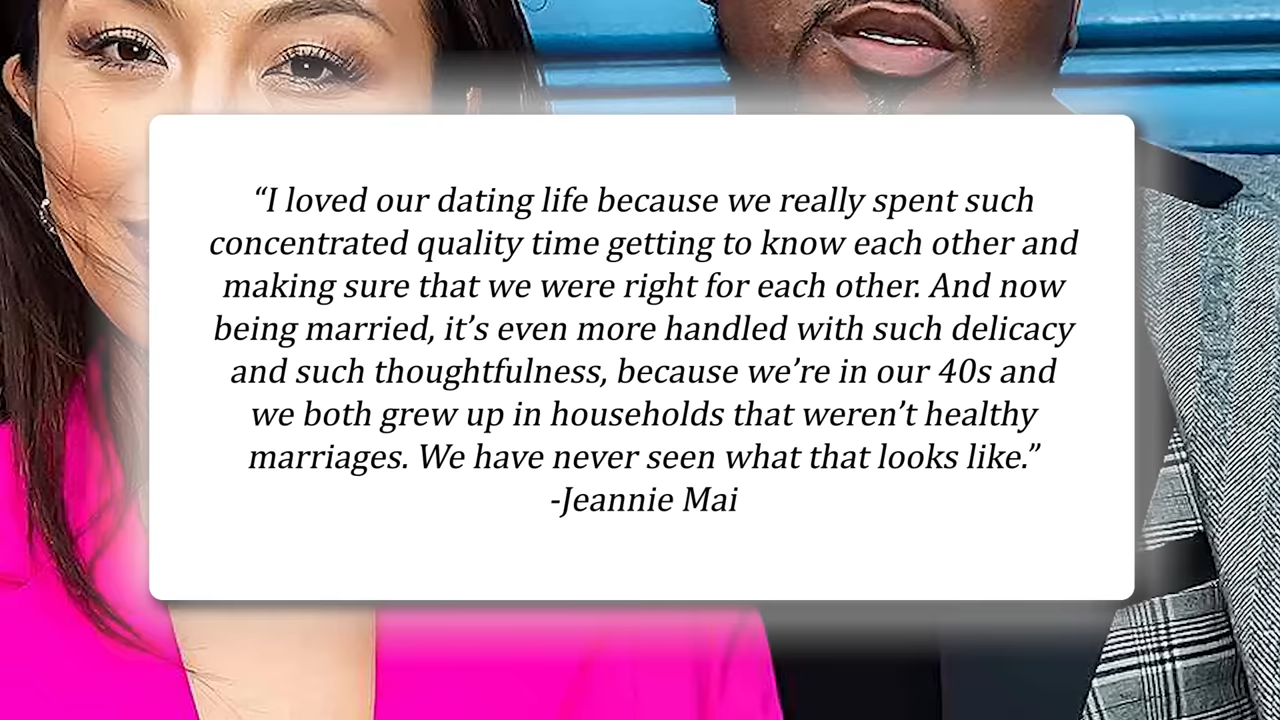 “I loved our dating life because we really spent such
concentrated quality time getting to know each other and
making sure that we were right for each other. And now
being married, it’s even more handled with such delicacy
and such thoughtfulness, because we’re in our 40s and
we both grew up in households that weren’t healthy
marriages. We have never seen what that looks like.”
-Jeannie Mai